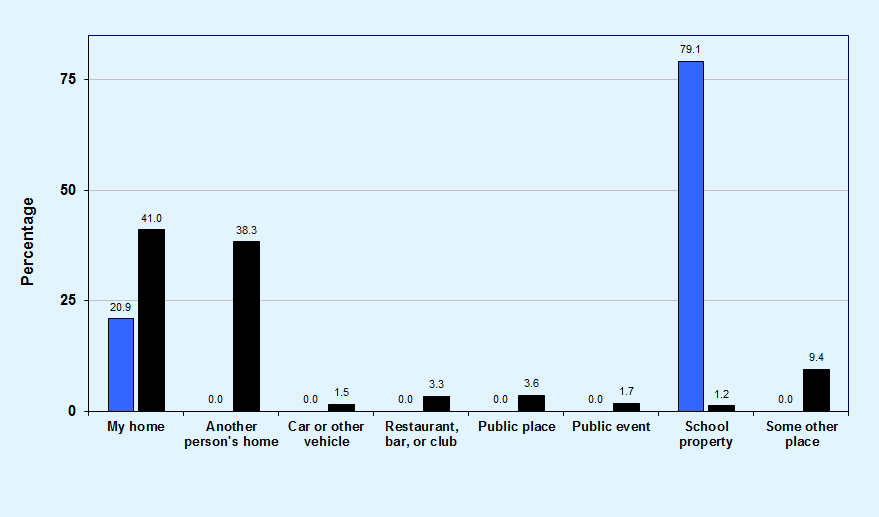 79.1
75
50
Percentage
41.0
38.3
25
20.9
9.4
0.0 1.5 0.0 3.3 0.0 3.6 0.0 1.7 1.2 0.0
0.0
0
My home
Another
person's home
Car or other
vehicle
Restaurant,
bar, or club
Public place
Public event
School
property
Some other
place